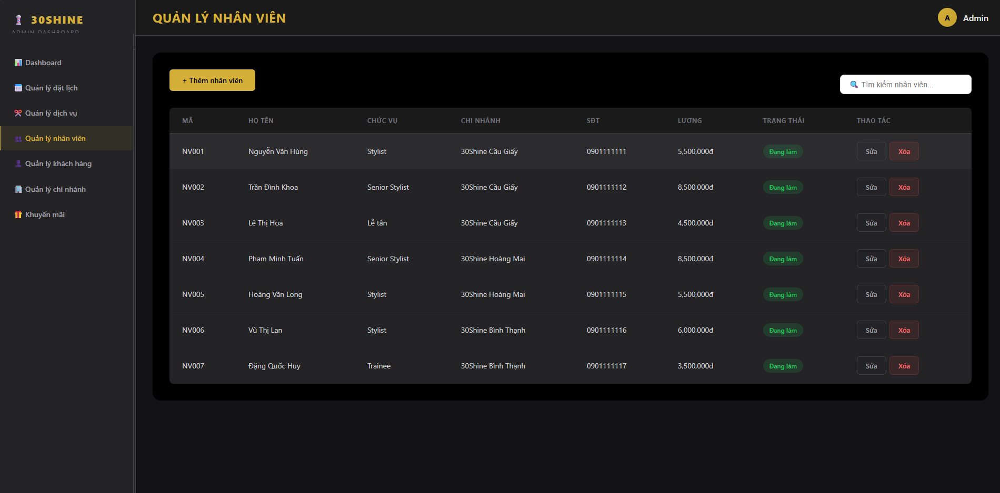 30SHINE
ADMIN DASHBOARD
Dashboard
Quản lý đặt lịch
Quản lý dịch vụ
Quản lý nhân viên
Quản lý khách hàng
Quản lý chi nhánh
Khuyến mãi
QUẢN LÝ NHÂN VIÊN
A Admin
+ Thêm nhân viên
Tìm kiếm nhân viên...
MÃ HỌ TÊN CHỨC VỤ CHI NHÁNH SĐT LƯƠNG TRẠNG THÁI THAO TÁC
NV001 Nguyễn Văn Hùng Stylist 30Shine Cầu Giấy 0901111111 5,500,000đ Đang làm Sửa Xóa
NV002 Trần Đình Khoa Senior Stylist 30Shine Cầu Giấy 0901111112 8,500,000đ Đang làm Sửa Xóa
NV003 Lê Thị Hoa Lễ tân 30Shine Cầu Giấy 0901111113 4,500,000đ Đang làm Sửa Xóa
NV004 Phạm Minh Tuấn Senior Stylist 30Shine Hoàng Mai 0901111114 8,500,000đ Đang làm Sửa Xóa
NV005 Hoàng Văn Long Stylist 30Shine Hoàng Mai 0901111115 5,500,000đ Đang làm Sửa Xóa
NV006 Vũ Thị Lan Stylist 30Shine Bình Thạnh 0901111116 6,000,000đ Đang làm Sửa Xóa
NV007 Đặng Quốc Huy Trainee 30Shine Bình Thạnh 0901111117 3,500,000đ Đang làm Sửa Xóa